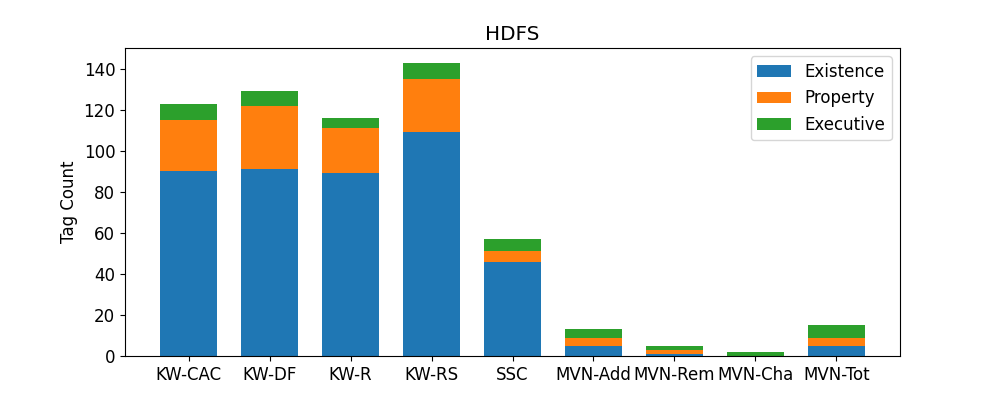 HDFS
Existence
Property
Executive
Tag Count
140
120
100
80
60
40
20
0
KW-CAC KW-DF KW-R KW-RS SSC MVN-Add MVN-Rem MVN-Cha MVN-Tot